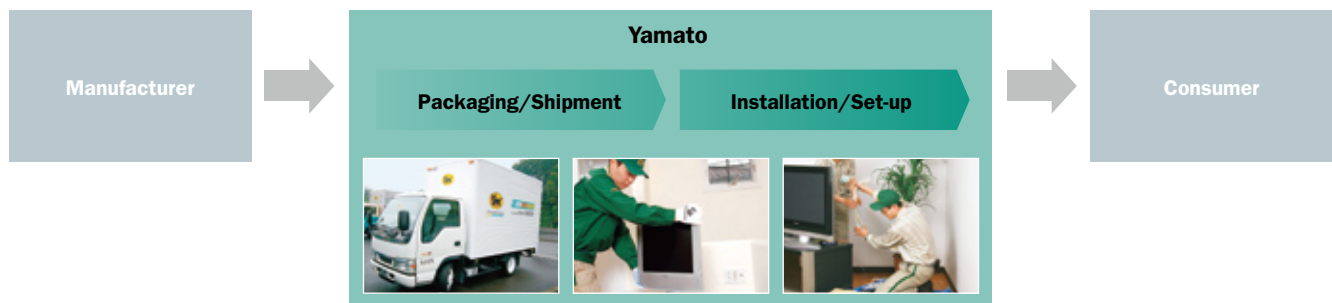 Yamato
Manufacturer
Packaging/Shipment
Installation/Set-up
Consumer